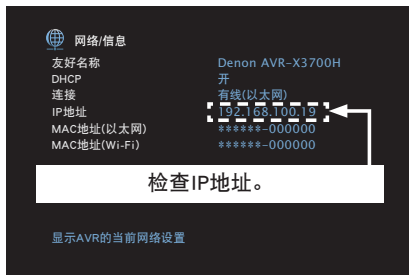 网络/信息
友好名称 Denon AVR-X3700H
DHCP 开
连接 有线(以太网)
IP地址 192.168.100.19
MAC地址(以太网) ******-000000
MAC地址(Wi-Fi) ******-000000
检查IP地址。
显示AVR的当前网络设置